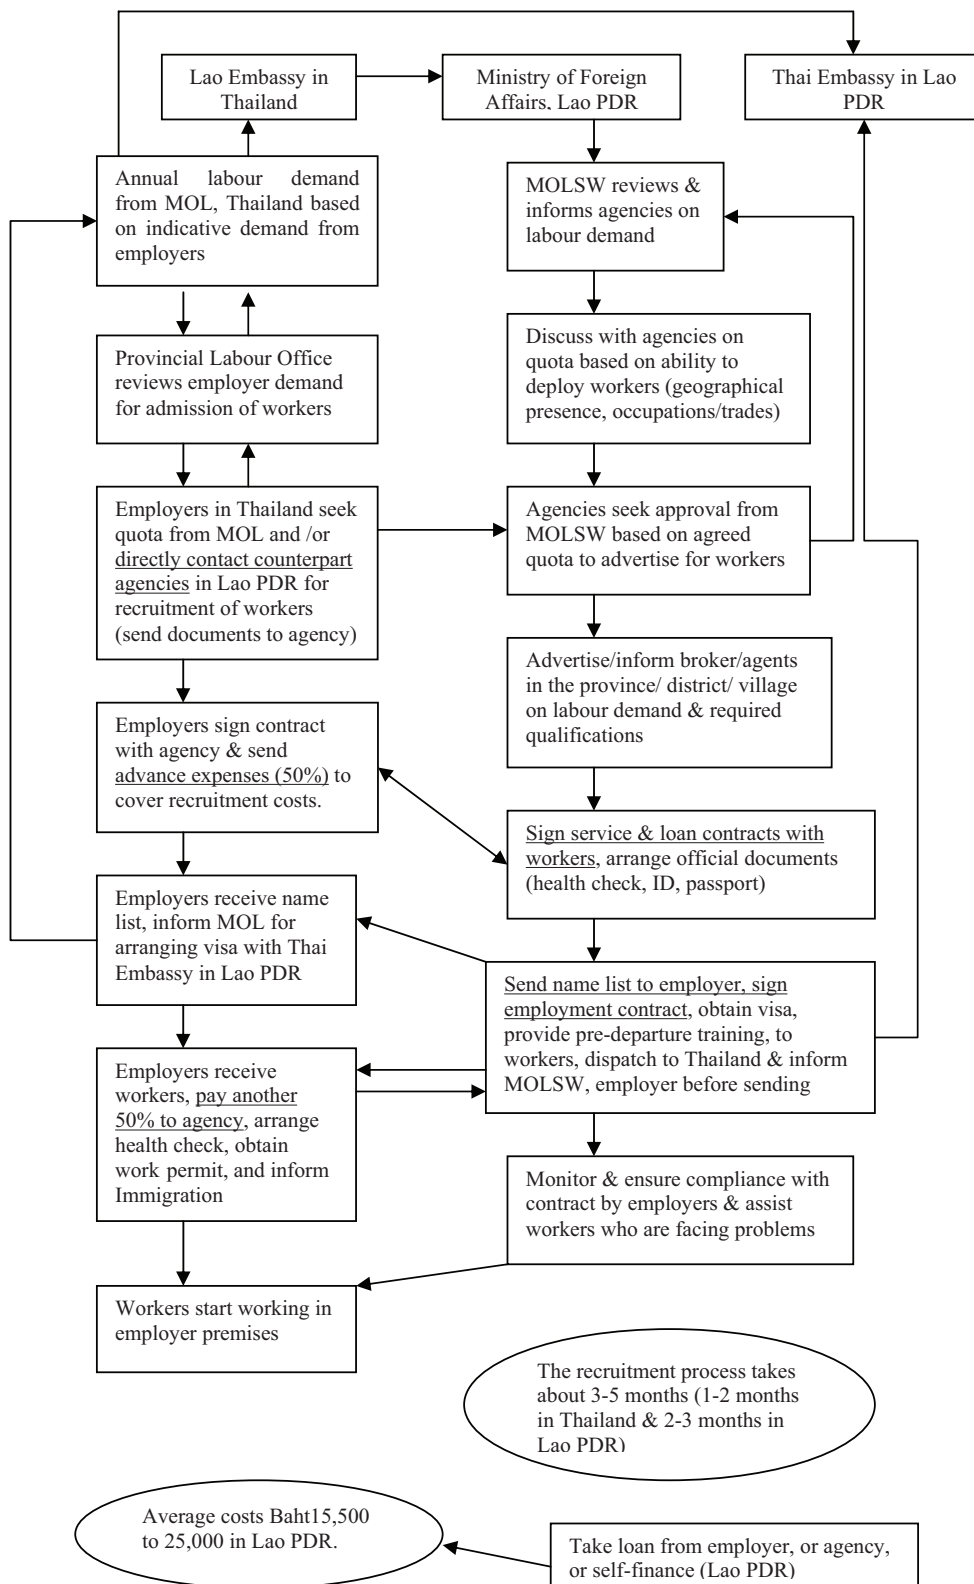 Lao Embassy in
Thailand
Ministry of Foreign
Affairs, Lao PDR
Thai Embassy in Lao
PDR
Annual labour demand
from MOL, Thailand based
on indicative demand from
employers
MOLSW reviews &
informs agencies on
labour demand
Provincial Labour Office
reviews employer demand
for admission of workers
Discuss with agencies on
quota based on ability to
deploy workers (geographical
presence, occupations/trades)
Employers in Thailand seek
quota from MOL and /or
directly contact counterpart
agencies in Lao PDR for
recruitment of workers
(send documents to agency)
Agencies seek approval from
MOLSW based on agreed
quota to advertise for workers
Advertise/inform broker/agents
in the province/ district/ village
on labour demand & required
qualifications
Employers sign contract
with agency & send
advance expenses (50%) to
cover recruitment costs.
Sign service & loan contracts with
workers, arrange official documents
(health check, ID, passport)
Employers receive name
list, inform MOL for
arranging visa with Thai
Embassy in Lao PDR
Send name list to employer, sign
employment contract, obtain visa,
provide pre-departure training, to
workers, dispatch to Thailand & inform
MOLSW, employer before sending
Employers receive
workers, pay another
50% to agency, arrange
health check, obtain
work permit, and inform
Immigration
Monitor & ensure compliance with
contract by employers & assist
workers who are facing problems
Workers start working in
employer premises
The recruitment process takes
about 3-5 months (1-2 months
in Thailand & 2-3 months in
Lao PDR)
Average costs Baht15,500
to 25,000 in Lao PDR.
Take loan from employer, or agency,
or self-finance (Lao PDR)